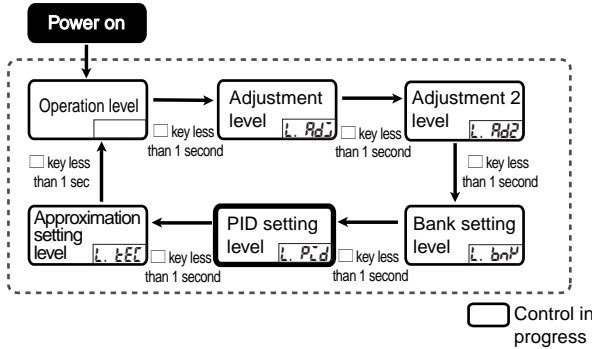 Power on
Operation level
Adjustment
level
L.AdJ
Adjustment 2
level
L.Ad2
key less
than 1 second
key less
than 1 second
key less
than 1 sec
key less
than 1 second
Approximation
setting
level
L.tEC
PID setting
level
L.PId
Bank setting
level
L.bnK
key less
than 1 second
key less
than 1 second
Control in
progress